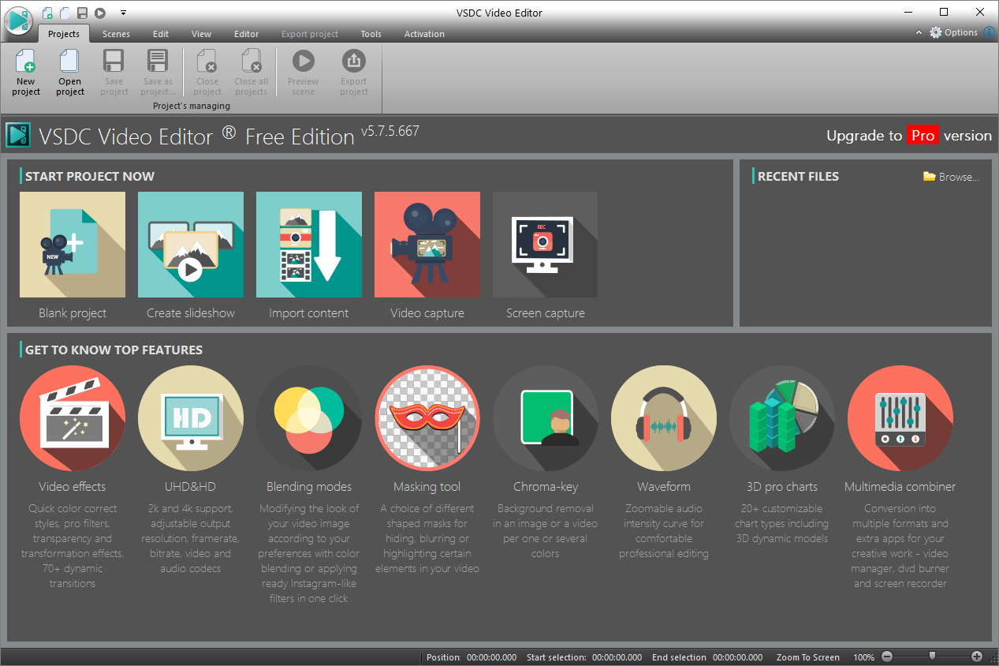 VSDC Video Editor
Projects Scenes Edit View Editor Export project Tools Activation Options
New project
Open project
Save project
Save as project...
Close project
Close all projects
Preview scene
Export project
Project's managing
VSDC Video Editor ® Free Edition v5.7.5.667
Upgrade to Pro version
START PROJECT NOW
NEW
REC
Blank project
Create slideshow
Import content
Video capture
Screen capture
RECENT FILES
Browse...
GET TO KNOW TOP FEATURES
HD
Video effects
Quick color correct
styles, pro filters,
transparency and
transformation effects,
70+ dynamic
transitions
UHD&HD
2k and 4k support,
adjustable output
resolution, framerate,
bitrate, video and
audio codecs
Blending modes
Modifying the look of
your video image
according to your
preferences with color
blending or applying
ready Instagram-like
filters in one click
Masking tool
A choice of different
shaped masks for
hiding, blurring or
highlighting certain
elements in your video
Chroma-key
Background removal
in an image or a video
per one or several
colors
Waveform
Zoomable audio
intensity curve for
comfortable
professional editing
3D pro charts
20+ customizable
chart types including
3D dynamic models
Multimedia combiner
Conversion into
multiple formats and
extra apps for your
creative work - video
manager, dvd burner
and screen recorder
Position: 00:00:00.000 Start selection: 00:00:00.000 End selection 00:00:00.000 Zoom To Screen 100%